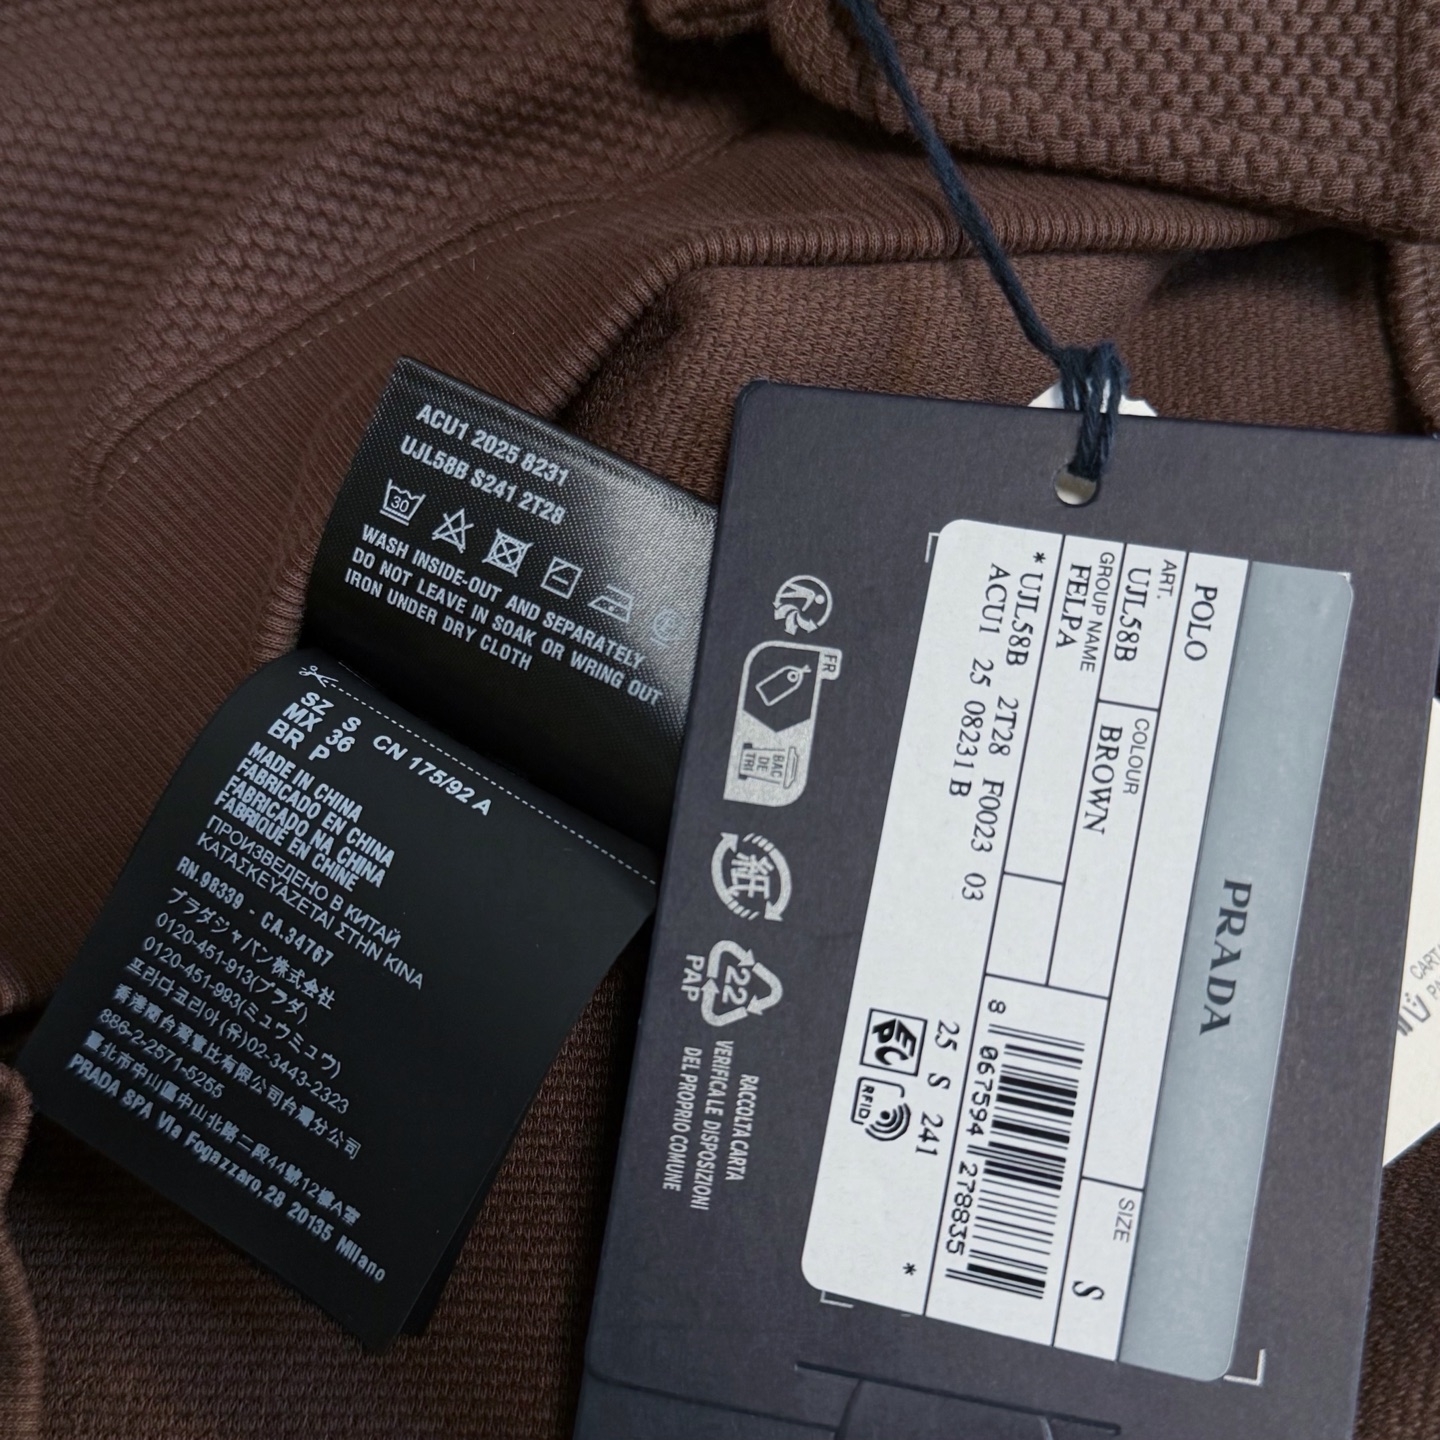 ACU1 2025 8231
UJL58B S241 2T28
30
WASH INSIDE-OUT AND SEPARATELY
DO NOT LEAVE IN SOAK OR WRING OUT
IRON UNDER DRY CLOTH
SZ S CN 175/92 A
MX 36
BR P
MADE IN CHINA
FABRICADO EN CHINA
FABRICADO NA CHINA
FABRIQUÉ EN CHINE
ПРОИЗВЕДЕНО В КИТАЙ
ΚΑΤΑΣΚΕΥΑΖΕΤΑΙ ΣΤΗΝ ΚΙΝΑ
RN.98339 - CA.34767
プラダジャパン株式会社
0120-451-913(プラダ)
0120-451-993(ミュウミュウ)
프라다코리아(유)02-3443-2323
香港商台寶比有限公司台灣分公司
886-2-2571-5255
臺北市中山區中山北路二段44號12樓A室
PRADA SPA Via Fogazzaro,28 20135 Milano
PRADA
POLO
ART.
UJL58B
COLOUR
BROWN
SIZE
S
GROUP NAME
FELPA
*UJL58B 2T28 F0023 03
ACU1 25 08231 B
8 067594 278835
25 S 241
RFID
*
FR
BAC
DE
TRI
紙
22
PAP
RACCOLTA CARTA
VERIFICA LE DISPOSIZIONI
DEL PROPRIO COMUNE